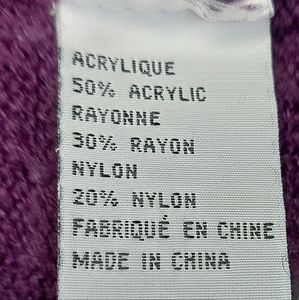 ACRYLIQUE
50% ACRYLIC
RAYONNE
30% RAYON
NYLON
20% NYLON
FABRIQUÉ EN CHINE
MADE IN CHINA